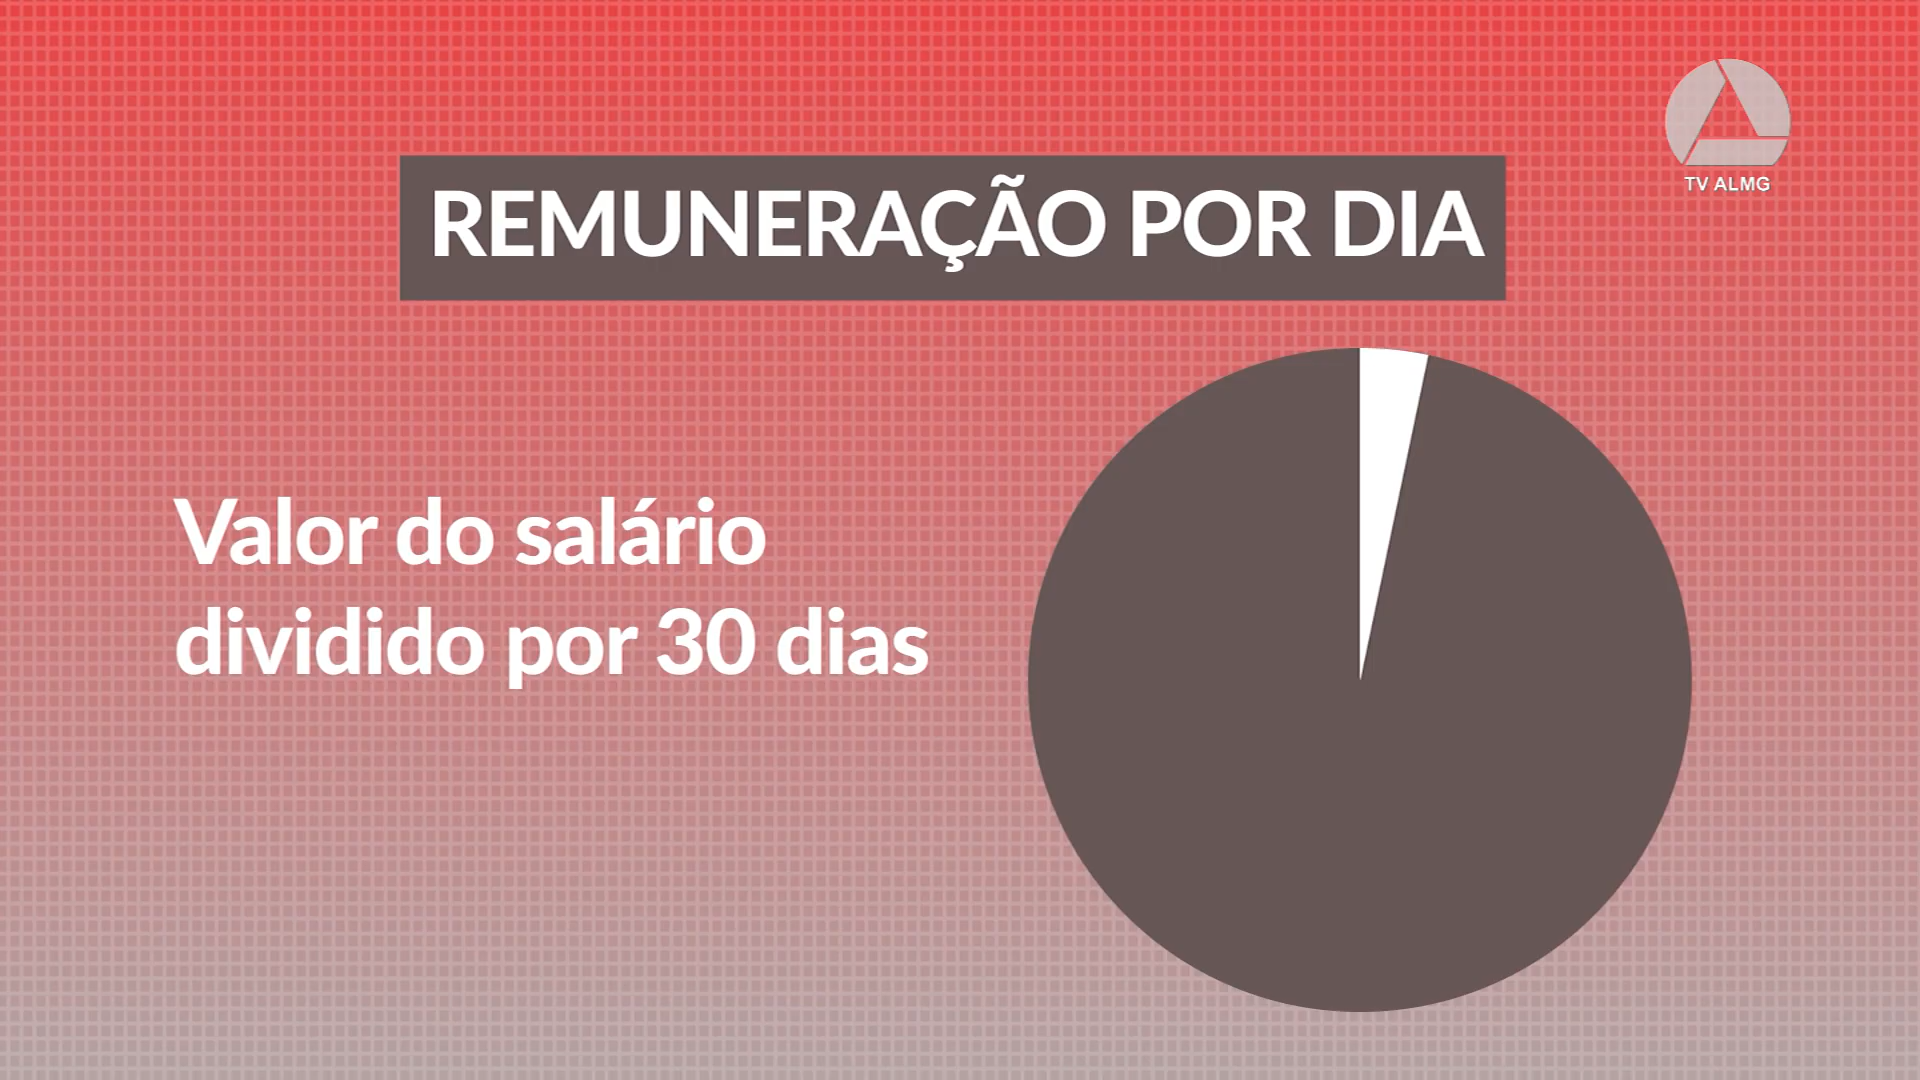 TV ALMG
REMUNERAÇÃO POR DIA
Valor do salário
dividido por 30 dias